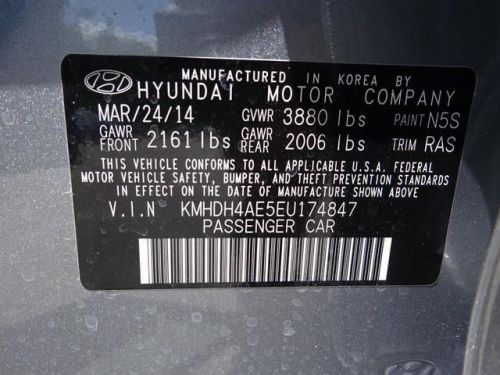 MANUFACTURED IN KOREA BY
HYUNDAI MOTOR COMPANY
MAR/24/14 GVWR 3880 lbs PAINT N5S
GAWR FRONT 2161 lbs GAWR REAR 2006 lbs TRIM RAS
THIS VEHICLE CONFORMS TO ALL APPLICABLE U.S.A. FEDERAL
MOTOR VEHICLE SAFETY, BUMPER, AND THEFT PREVENTION STANDARDS
IN EFFECT ON THE DATE OF MANUFACTURE SHOWN ABOVE.
V.I.N KMHDH4AE5EU174847
PASSENGER CAR